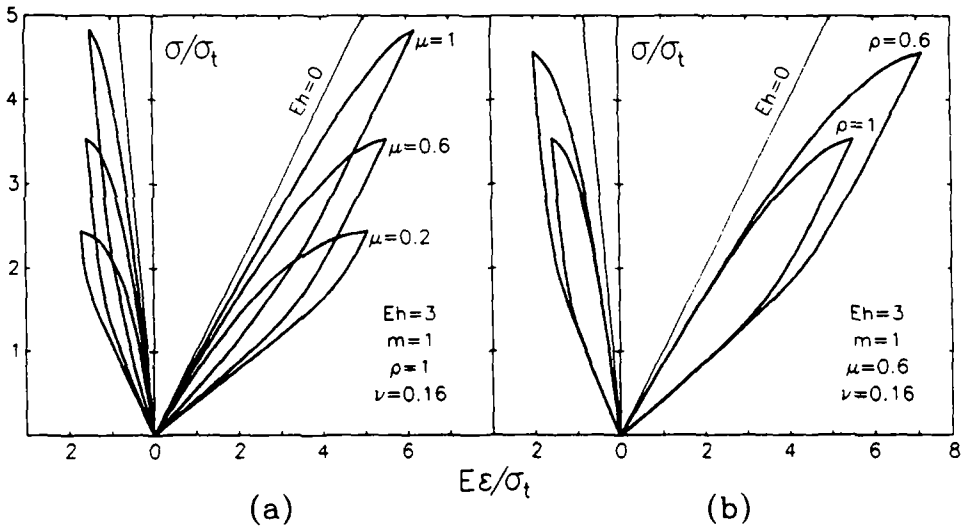 5
4
3
2
1
σ/σt
μ=1
Eh=0
μ=0.6
μ=0.2
Eh=3
m=1
ρ=1
ν=0.16
2 0 2 4 6
σ/σt
ρ=0.6
Eh=0
ρ=1
Eh=3
m=1
μ=0.6
ν=0.16
2 0 2 4 6 8
Eε/σt
(a)
(b)